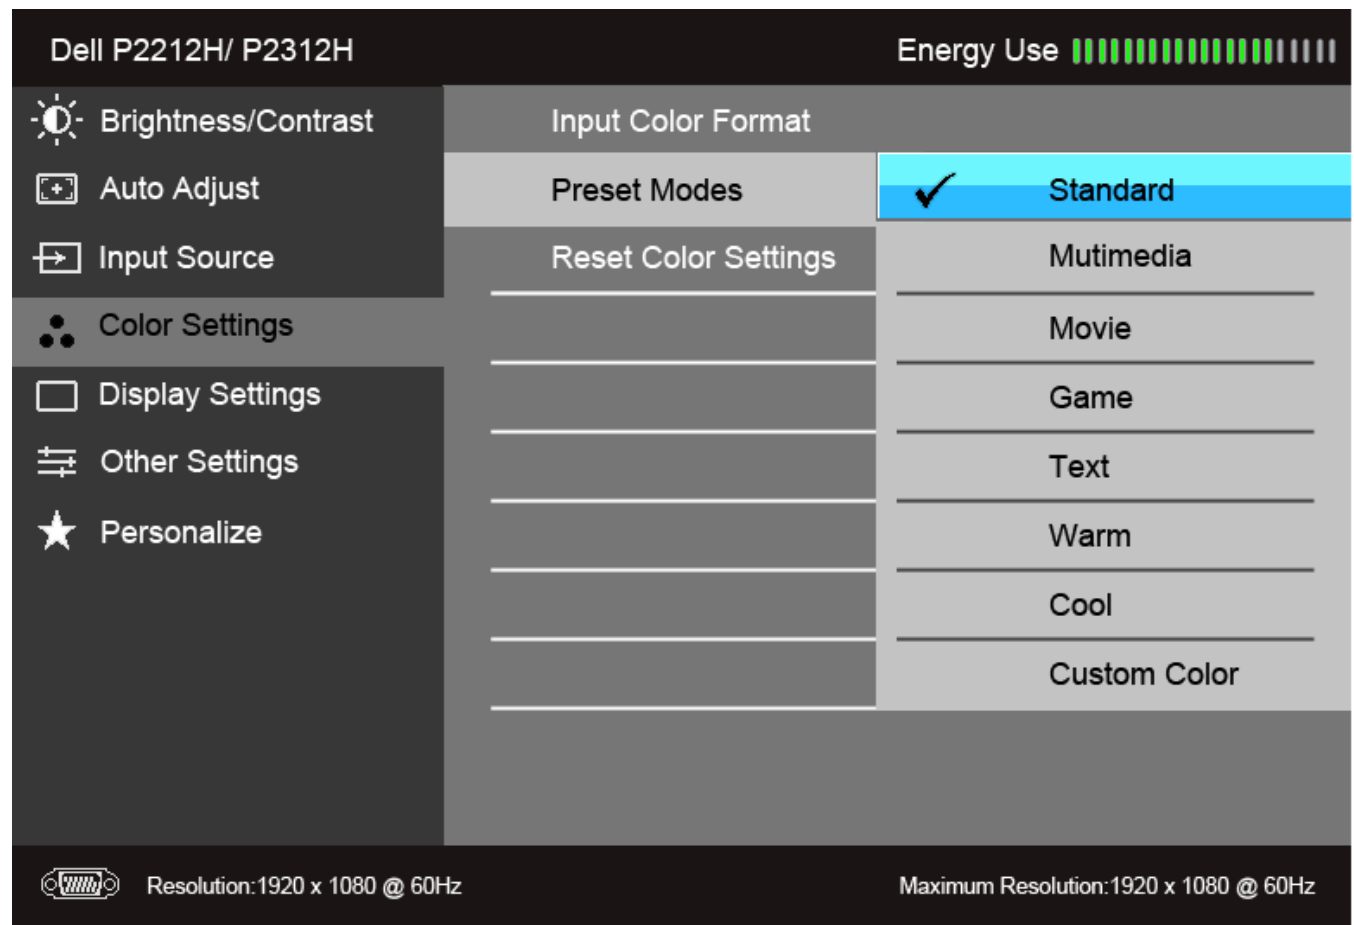 Dell P2212H/ P2312H
Energy Use
Brightness/Contrast
Auto Adjust
Input Source
Color Settings
Display Settings
Other Settings
Personalize
Input Color Format
Preset Modes
Reset Color Settings
Standard
Mutimedia
Movie
Game
Text
Warm
Cool
Custom Color
Resolution:1920 x 1080 @ 60Hz
Maximum Resolution:1920 x 1080 @ 60Hz